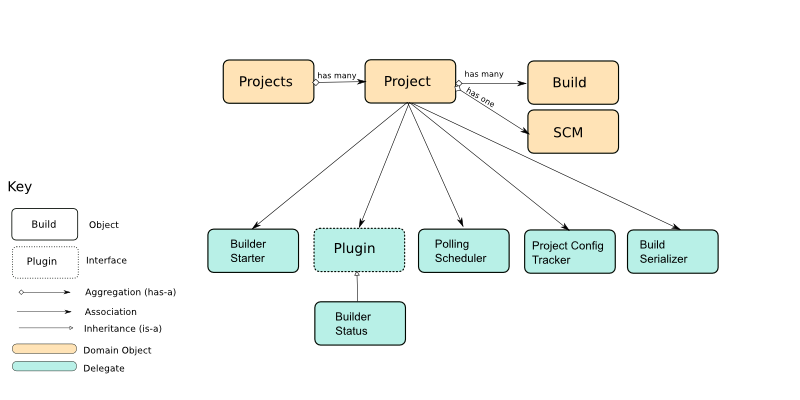 Projects
has many
Project
has many
Build
has one
SCM
Key
Build
Object
Plugin
Interface
Aggregation (has-a)
Association
Inheritance (is-a)
Domain Object
Delegate
Builder
Starter
Plugin
Polling
Scheduler
Project Config
Tracker
Build
Serializer
Builder
Status